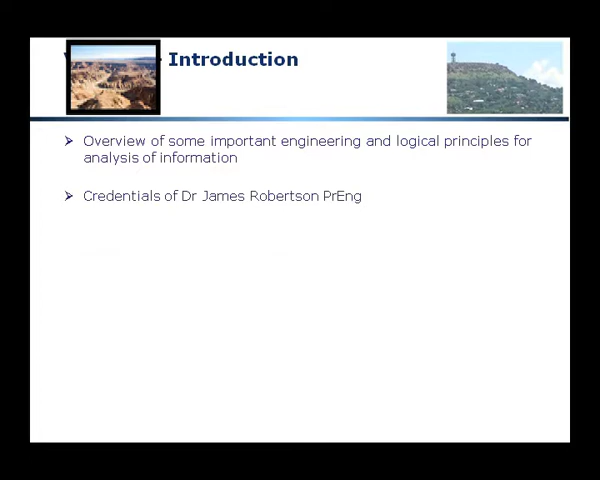 Introduction
Overview of some important engineering and logical principles for
analysis of information
Credentials of Dr James Robertson PrEng